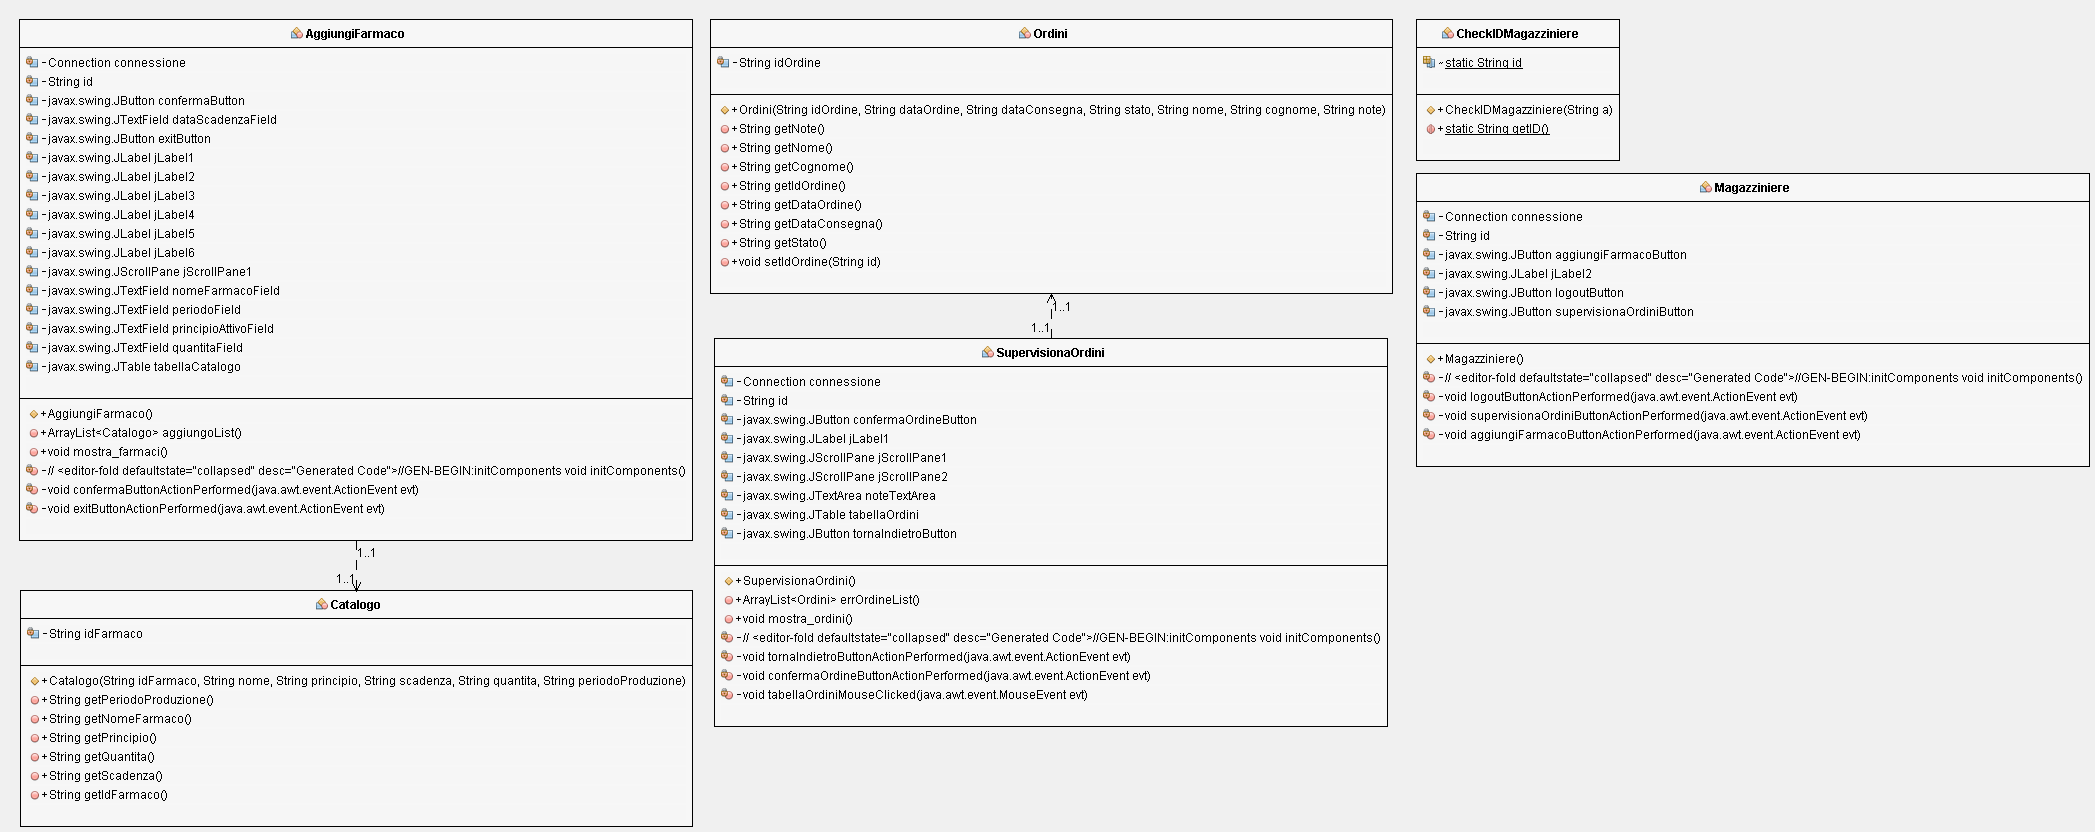 AggiungiFarmaco
- Connection connessione
- String id
- javax.swing.JButton confermaButton
- javax.swing.JTextField dataScadenzaField
- javax.swing.JButton exitButton
- javax.swing.JLabel jLabel1
- javax.swing.JLabel jLabel2
- javax.swing.JLabel jLabel3
- javax.swing.JLabel jLabel4
- javax.swing.JLabel jLabel5
- javax.swing.JLabel jLabel6
- javax.swing.JScrollPane jScrollPane1
- javax.swing.JTextField nomeFarmacoField
- javax.swing.JTextField periodoField
- javax.swing.JTextField principioAttivoField
- javax.swing.JTextField quantitaField
- javax.swing.JTable tabellaCatalogo
+ AggiungiFarmaco()
+ ArrayList<Catalogo> aggiungoList()
+ void mostra_farmaci()
- // <editor-fold defaultstate="collapsed" desc="Generated Code">//GEN-BEGIN:initComponents void initComponents()
- void confermaButtonActionPerformed(java.awt.event.ActionEvent evt)
- void exitButtonActionPerformed(java.awt.event.ActionEvent evt)
1..1
1..1
Catalogo
- String idFarmaco
+ Catalogo(String idFarmaco, String nome, String principio, String scadenza, String quantita, String periodoProduzione)
+ String getPeriodoProduzione()
+ String getNomeFarmaco()
+ String getPrincipio()
+ String getQuantita()
+ String getScadenza()
+ String getIdFarmaco()
Ordini
- String idOrdine
+ Ordini(String idOrdine, String dataOrdine, String dataConsegna, String stato, String nome, String cognome, String note)
+ String getNote()
+ String getNome()
+ String getCognome()
+ String getIdOrdine()
+ String getDataOrdine()
+ String getDataConsegna()
+ String getStato()
+ void setIdOrdine(String id)
1..1
1..1
SupervisionaOrdini
- Connection connessione
- String id
- javax.swing.JButton confermaOrdineButton
- javax.swing.JLabel jLabel1
- javax.swing.JScrollPane jScrollPane1
- javax.swing.JScrollPane jScrollPane2
- javax.swing.JTextArea noteTextArea
- javax.swing.JTable tabellaOrdini
- javax.swing.JButton tornaIndietroButton
+ SupervisionaOrdini()
+ ArrayList<Ordini> errOrdineList()
+ void mostra_ordini()
- // <editor-fold defaultstate="collapsed" desc="Generated Code">//GEN-BEGIN:initComponents void initComponents()
- void tornaIndietroButtonActionPerformed(java.awt.event.ActionEvent evt)
- void confermaOrdineButtonActionPerformed(java.awt.event.ActionEvent evt)
- void tabellaOrdiniMouseClicked(java.awt.event.MouseEvent evt)
CheckIDMagazziniere
~ static String id
+ CheckIDMagazziniere(String a)
+ static String getID()
Magazziniere
- Connection connessione
- String id
- javax.swing.JButton aggiungiFarmacoButton
- javax.swing.JLabel jLabel2
- javax.swing.JButton logoutButton
- javax.swing.JButton supervisionaOrdiniButton
+ Magazziniere()
- // <editor-fold defaultstate="collapsed" desc="Generated Code">//GEN-BEGIN:initComponents void initComponents()
- void logoutButtonActionPerformed(java.awt.event.ActionEvent evt)
- void supervisionaOrdiniButtonActionPerformed(java.awt.event.ActionEvent evt)
- void aggiungiFarmacoButtonActionPerformed(java.awt.event.ActionEvent evt)